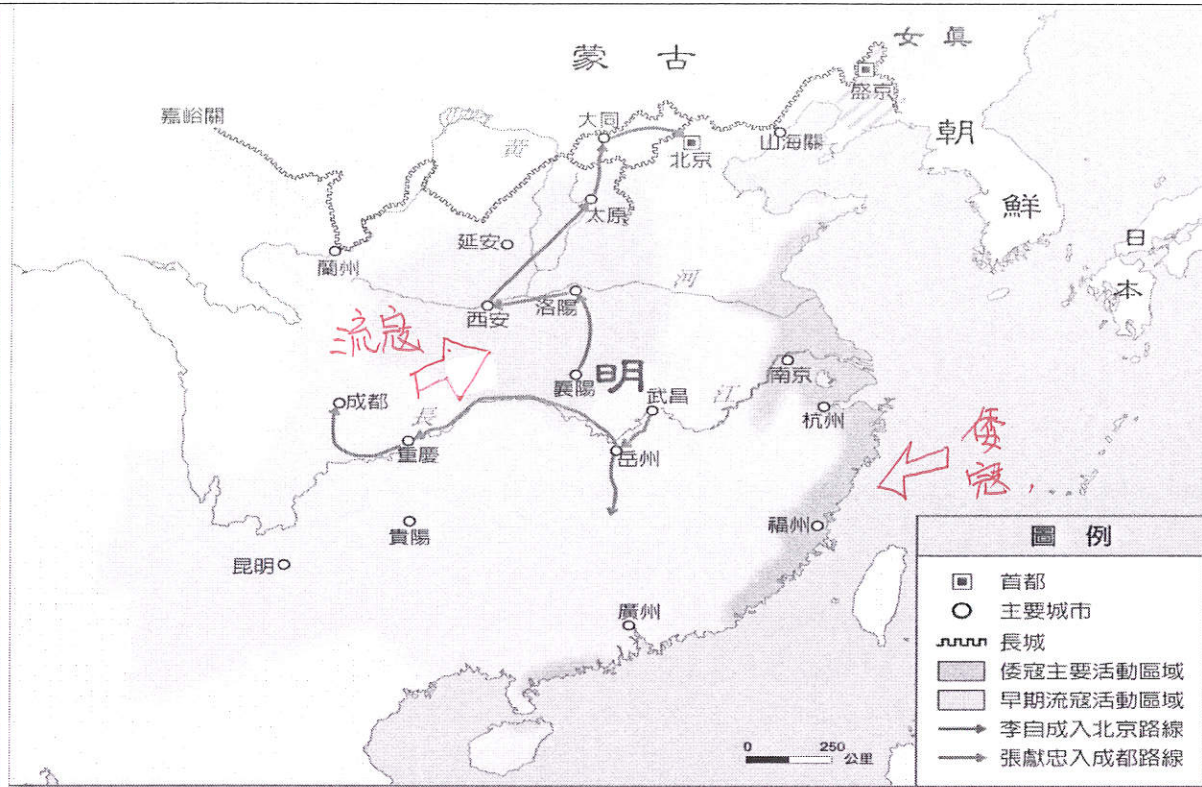 蒙古
女眞
盛京
嘉峪關
大同
山海關
北京
黃
朝鮮
太原
延安
蘭州
日本
河
洛陽
西安
流寇
明
南京
襄陽
武昌
江
成都
杭州
長
倭寇,
重慶
岳州
貴陽
福州
昆明
廣州
圖例
首都
主要城市
長城
倭寇主要活動區域
早期流寇活動區域
李自成入北京路線
張獻忠入成都路線
0 250 公里